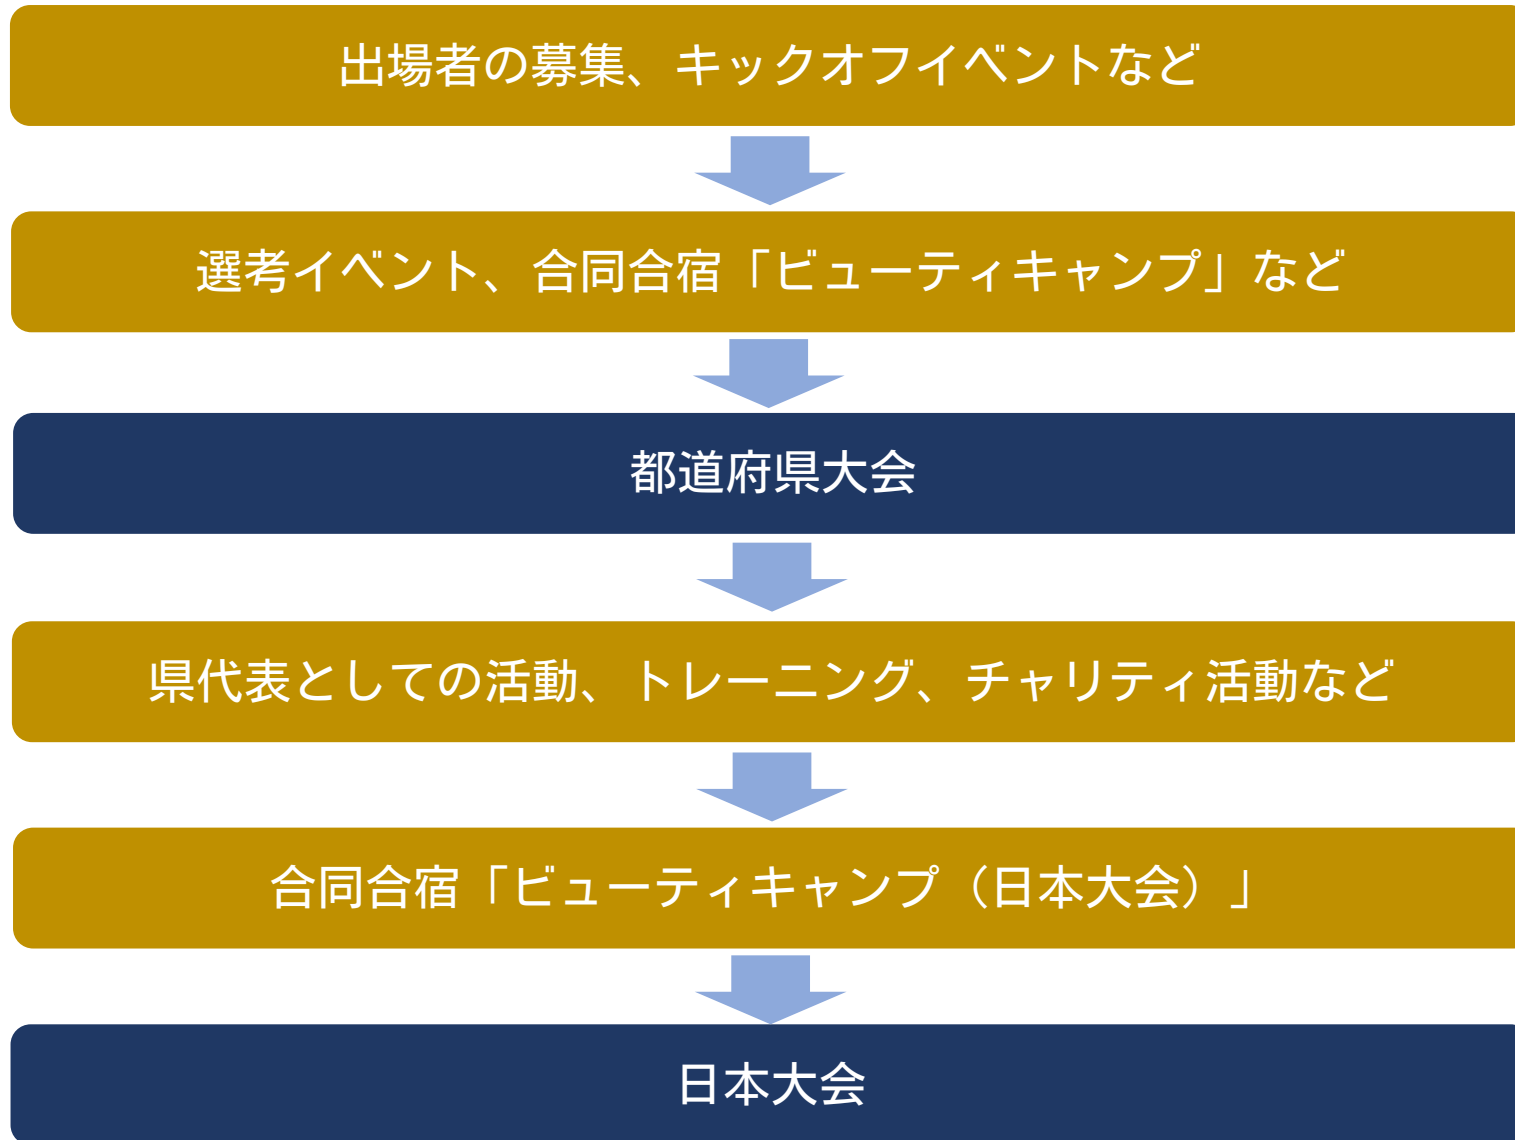 出場者の募集、キックオフイベントなど
選考イベント、合同合宿「ビューティキャンプ」など
都道府県大会
県代表としての活動、トレーニング、チャリティ活動など
合同合宿「ビューティキャンプ（日本大会）」
日本大会